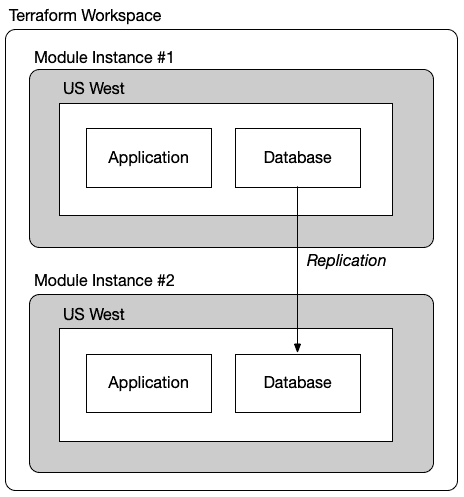 Terraform Workspace
Module Instance #1
US West
Application
Database
Replication
Module Instance #2
US West
Application
Database